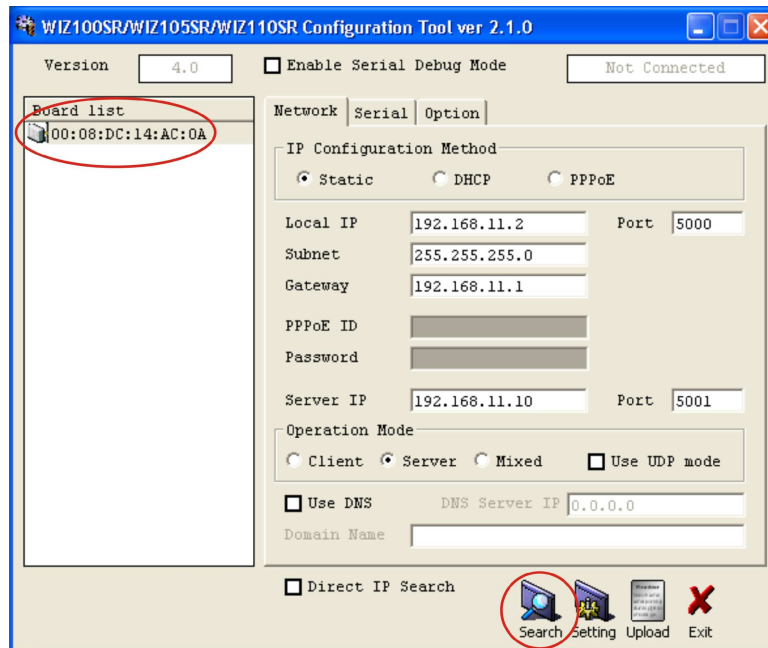 WIZ100SR/WIZ105SR/WIZ110SR Configuration Tool ver 2.1.0
Version 4.0 Enable Serial Debug Mode Not Connected
Board list
00:08:DC:14:AC:0A
Network Serial Option
IP Configuration Method
Static DHCP PPPoE
Local IP 192.168.11.2 Port 5000
Subnet 255.255.255.0
Gateway 192.168.11.1
PPPoE ID
Password
Server IP 192.168.11.10 Port 5001
Operation Mode
Client Server Mixed Use UDP mode
Use DNS DNS Server IP 0.0.0.0
Domain Name
Direct IP Search
Search Setting Upload Exit